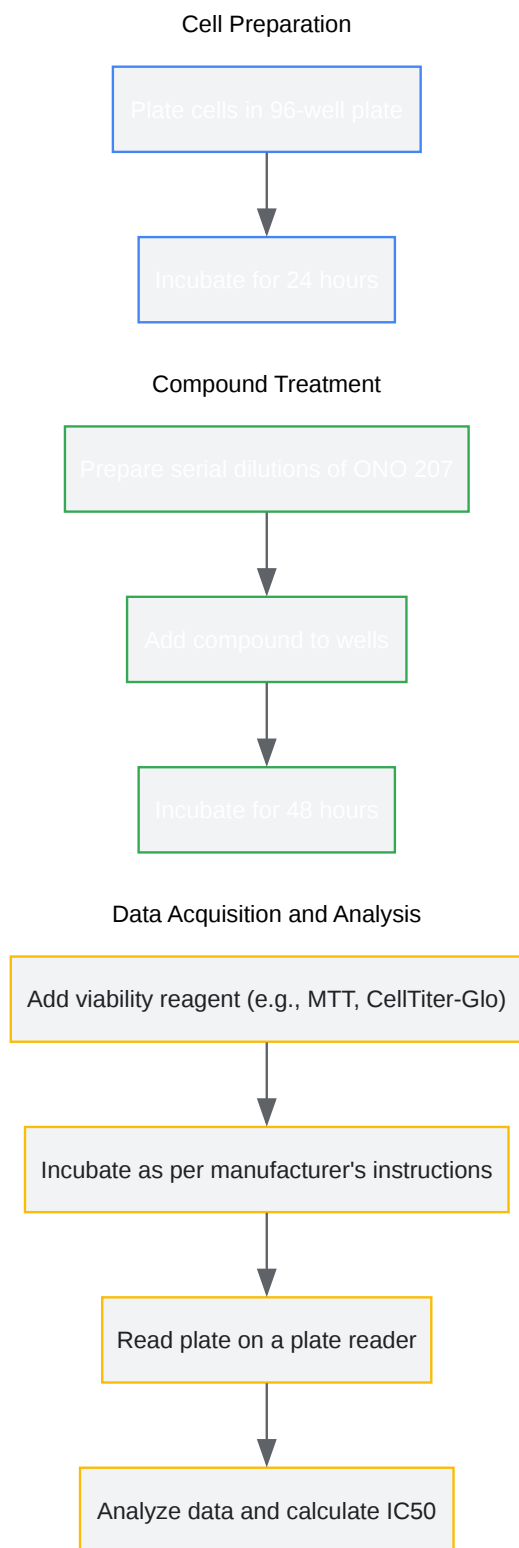 Cell Preparation
Plate cells in 96-well plate
Incubate for 24 hours
Compound Treatment
Prepare serial dilutions of ONO 207
Add compound to wells
Incubate for 48 hours
Data Acquisition and Analysis
Add viability reagent (e.g., MTT, CellTiter-Glo)
Incubate as per manufacturer's instructions
Read plate on a plate reader
Analyze data and calculate IC50